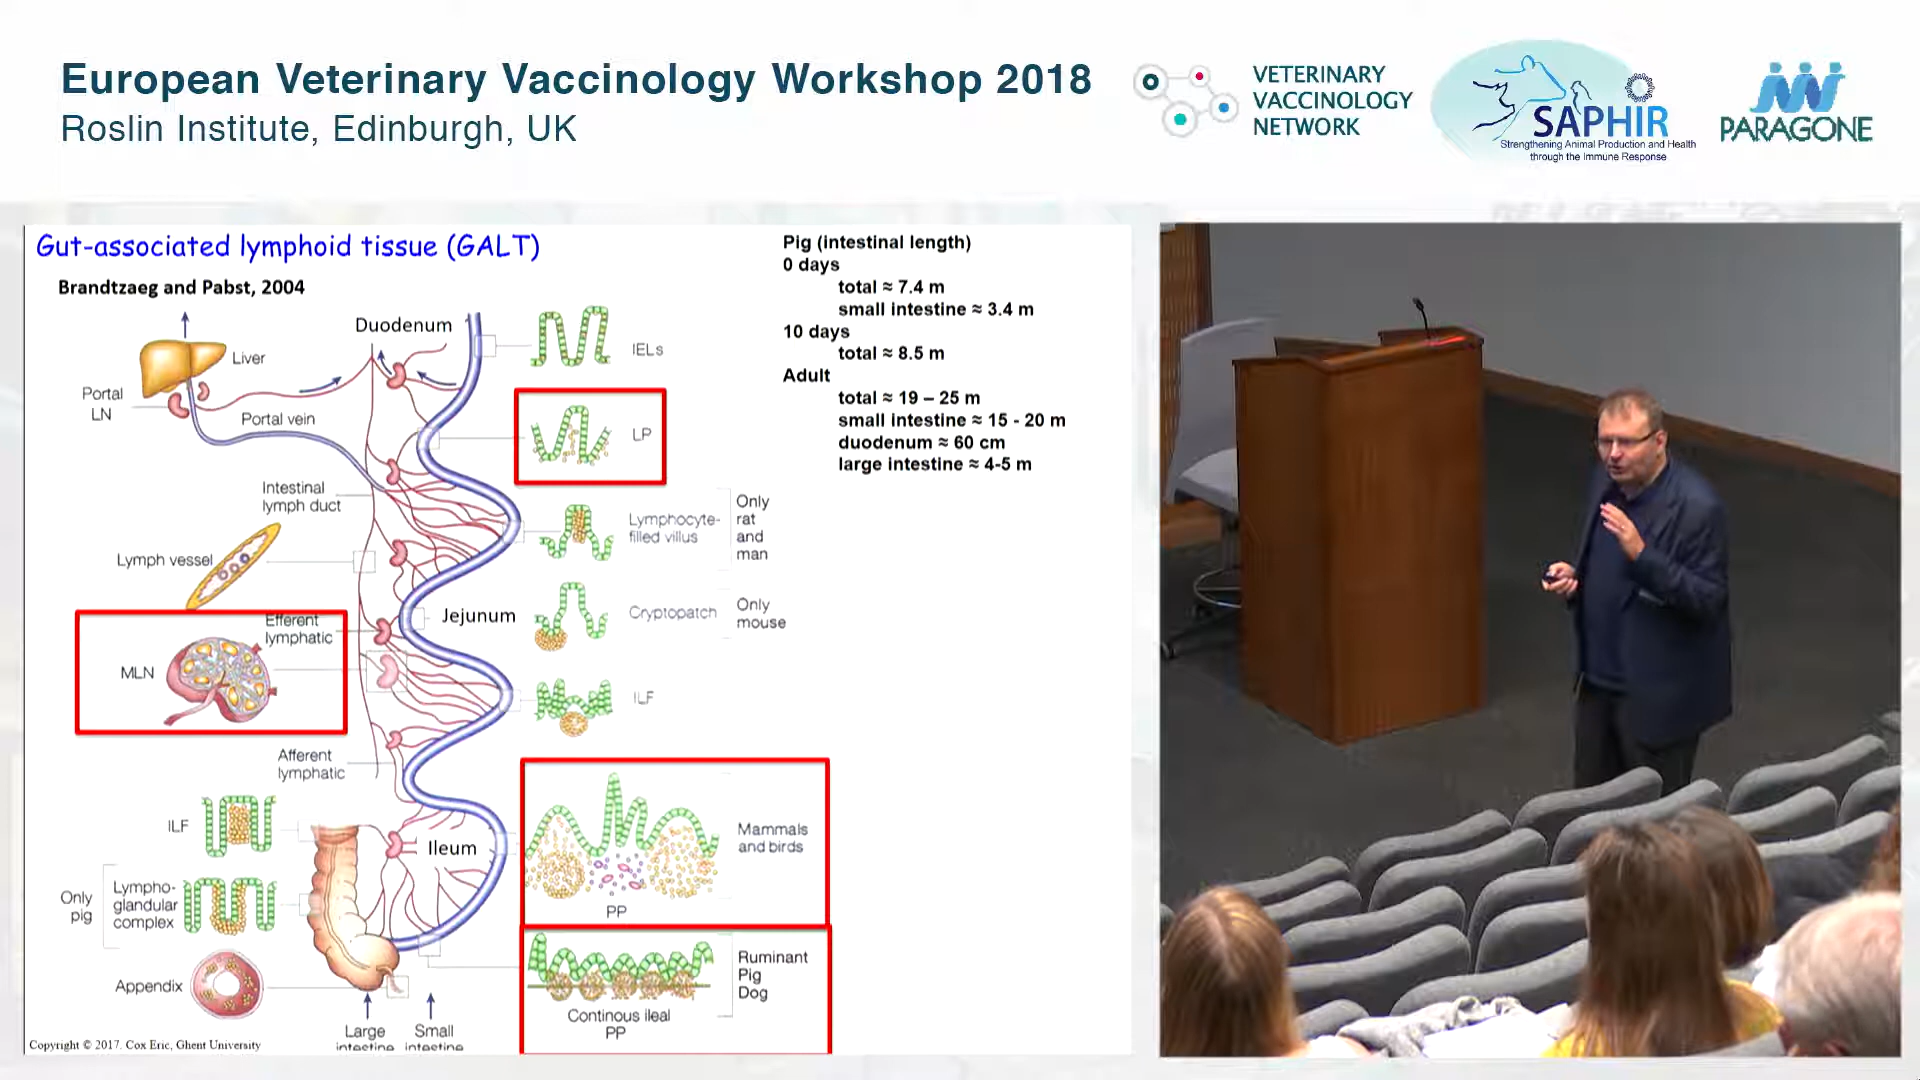 European Veterinary Vaccinology Workshop 2018
Roslin Institute, Edinburgh, UK
VETERINARY
VACCINOLOGY
NETWORK
SAPHIR
Strengthening Animal Production and Health
through the Immune Response
PARAGONE
Gut-associated lymphoid tissue (GALT)
Brandtzaeg and Pabst, 2004
Pig (intestinal length)
0 days
total ≈ 7.4 m
small intestine ≈ 3.4 m
10 days
total ≈ 8.5 m
Adult
total ≈ 19 – 25 m
small intestine ≈ 15 - 20 m
duodenum ≈ 60 cm
large intestine ≈ 4-5 m
Duodenum
Liver
Portal
LN
Portal vein
IELs
LP
Intestinal
lymph duct
Lymph vessel
Lymphocyte-
filled villus
Only
rat
and
man
Efferent
lymphatic
MLN
Jejunum
Cryptopatch
Only
mouse
ILF
Afferent
lymphatic
ILF
Ileum
Mammals
and birds
PP
Only
pig
Lympho-
glandular
complex
Appendix
Ruminant
Pig
Dog
Continous ileal
PP
Large
intestine
Small
intestine
Copyright © 2017. Cox Eric, Ghent University